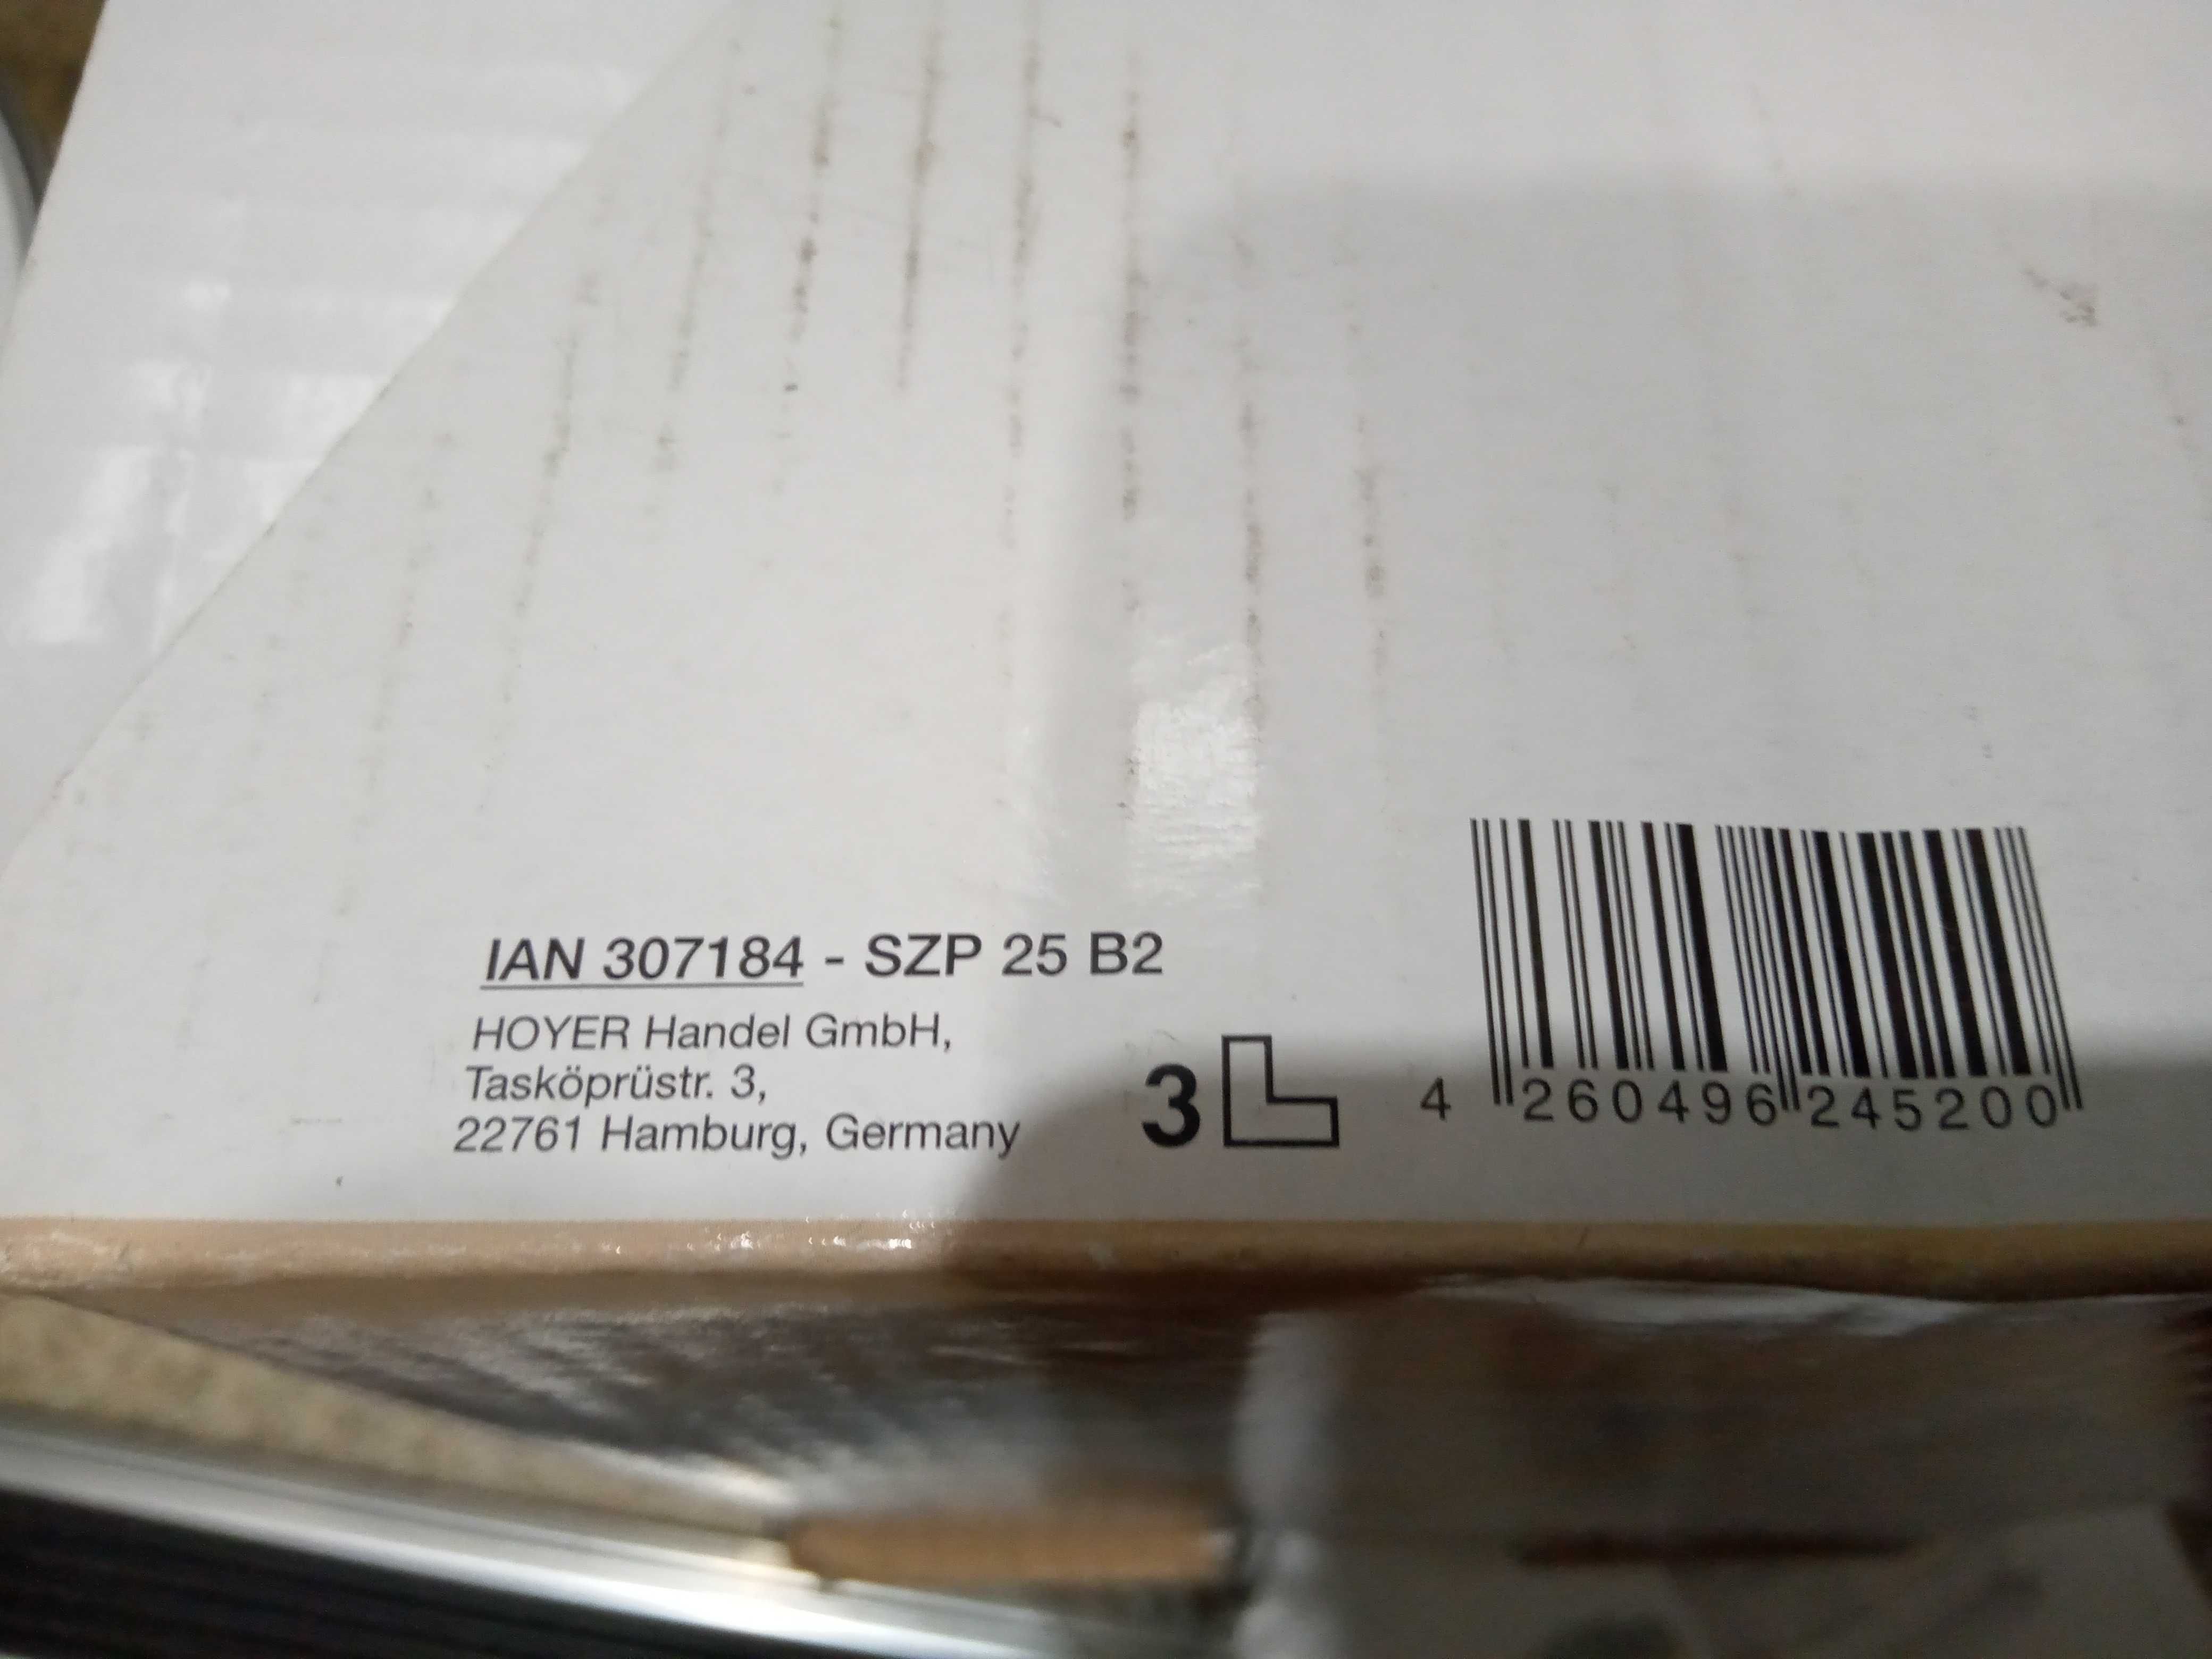 IAN 307184 - SZP 25 B2
HOYER Handel GmbH,
Tasköprüstr. 3,
22761 Hamburg, Germany
3
4 260496 245200